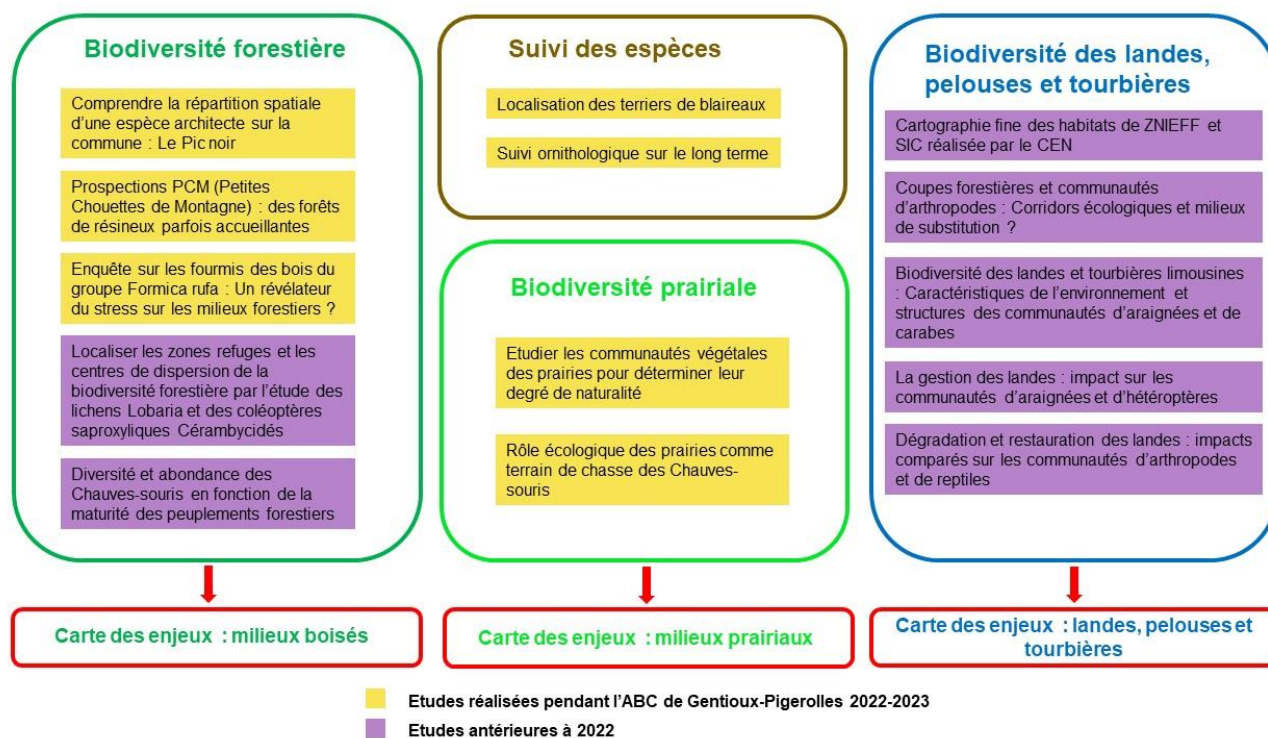 Biodiversité forestière
Comprendre la répartition spatiale
d'une espèce architecte sur la
commune : Le Pic noir
Prospections PCM (Petites
Chouettes de Montagne) : des forêts
de résineux parfois accueillantes
Enquête sur les fourmis des bois du
groupe Formica rufa : Un révélateur
du stress sur les milieux forestiers ?
Localiser les zones refuges et les
centres de dispersion de la
biodiversité forestière par l'étude des
lichens Lobaria et des coléoptères
saproxyliques Cérambycidés
Diversité et abondance des
Chauves-souris en fonction de la
maturité des peuplements forestiers
Suivi des espèces
Localisation des terriers de blaireaux
Suivi ornithologique sur le long terme
Biodiversité prairiale
Etudier les communautés végétales
des prairies pour déterminer leur
degré de naturalité
Rôle écologique des prairies comme
terrain de chasse des Chauves-
souris
Biodiversité des landes,
pelouses et tourbières
Cartographie fine des habitats de ZNIEFF et
SIC réalisée par le CEN
Coupes forestières et communautés
d'arthropodes : Corridors écologiques et milieux
de substitution ?
Biodiversité des landes et tourbières limousines
: Caractéristiques de l'environnement et
structures des communautés d'araignées et de
carabes
La gestion des landes : impact sur les
communautés d'araignées et d'hétéroptères
Dégradation et restauration des landes : impacts
comparés sur les communautés d'arthropodes
et de reptiles
Carte des enjeux : milieux boisés
Carte des enjeux : milieux prairiaux
Carte des enjeux : landes, pelouses et
tourbières
Etudes réalisées pendant l'ABC de Gentioux-Pigerolles 2022-2023
Etudes antérieures à 2022